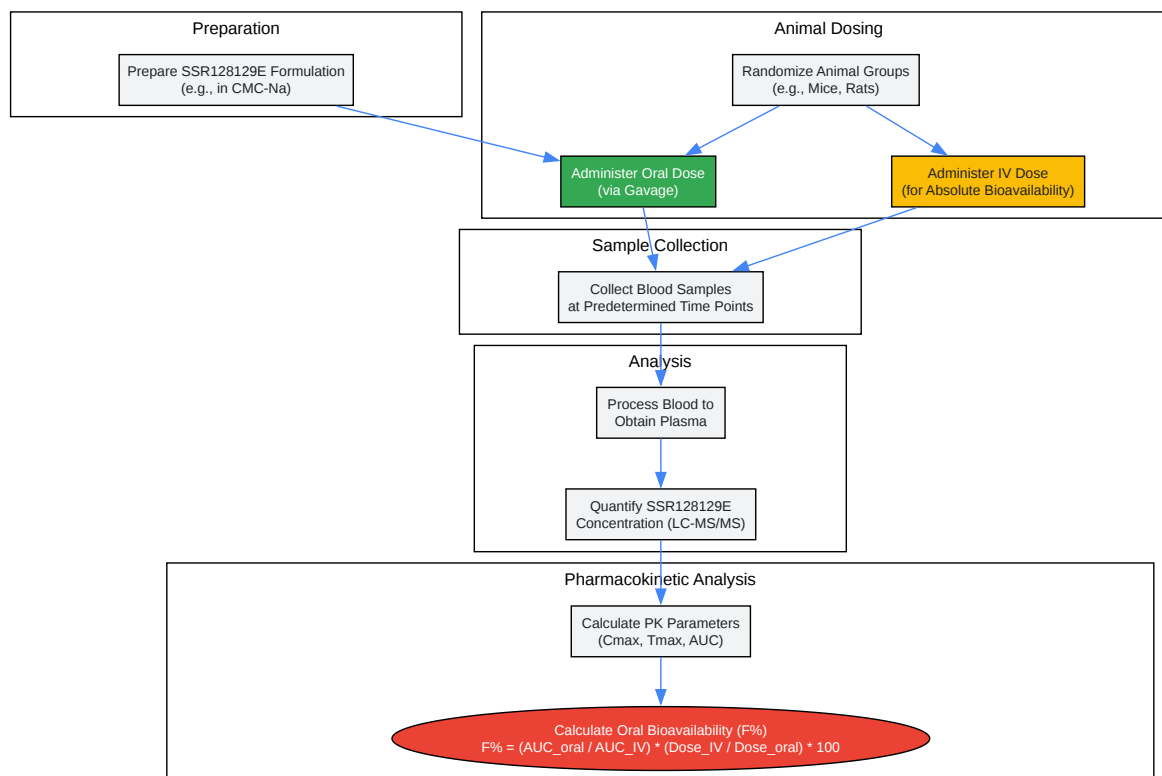 Preparation
Prepare SSR128129E Formulation
(e.g., in CMC-Na)
Animal Dosing
Randomize Animal Groups
(e.g., Mice, Rats)
Administer Oral Dose
(via Gavage)
Administer IV Dose
(for Absolute Bioavailability)
Sample Collection
Collect Blood Samples
at Predetermined Time Points
Analysis
Process Blood to
Obtain Plasma
Quantify SSR128129E
Concentration (LC-MS/MS)
Pharmacokinetic Analysis
Calculate PK Parameters
(Cmax, Tmax, AUC)
Calculate Oral Bioavailability (F%)
F% = (AUC_oral / AUC_IV) * (Dose_IV / Dose_oral) * 100